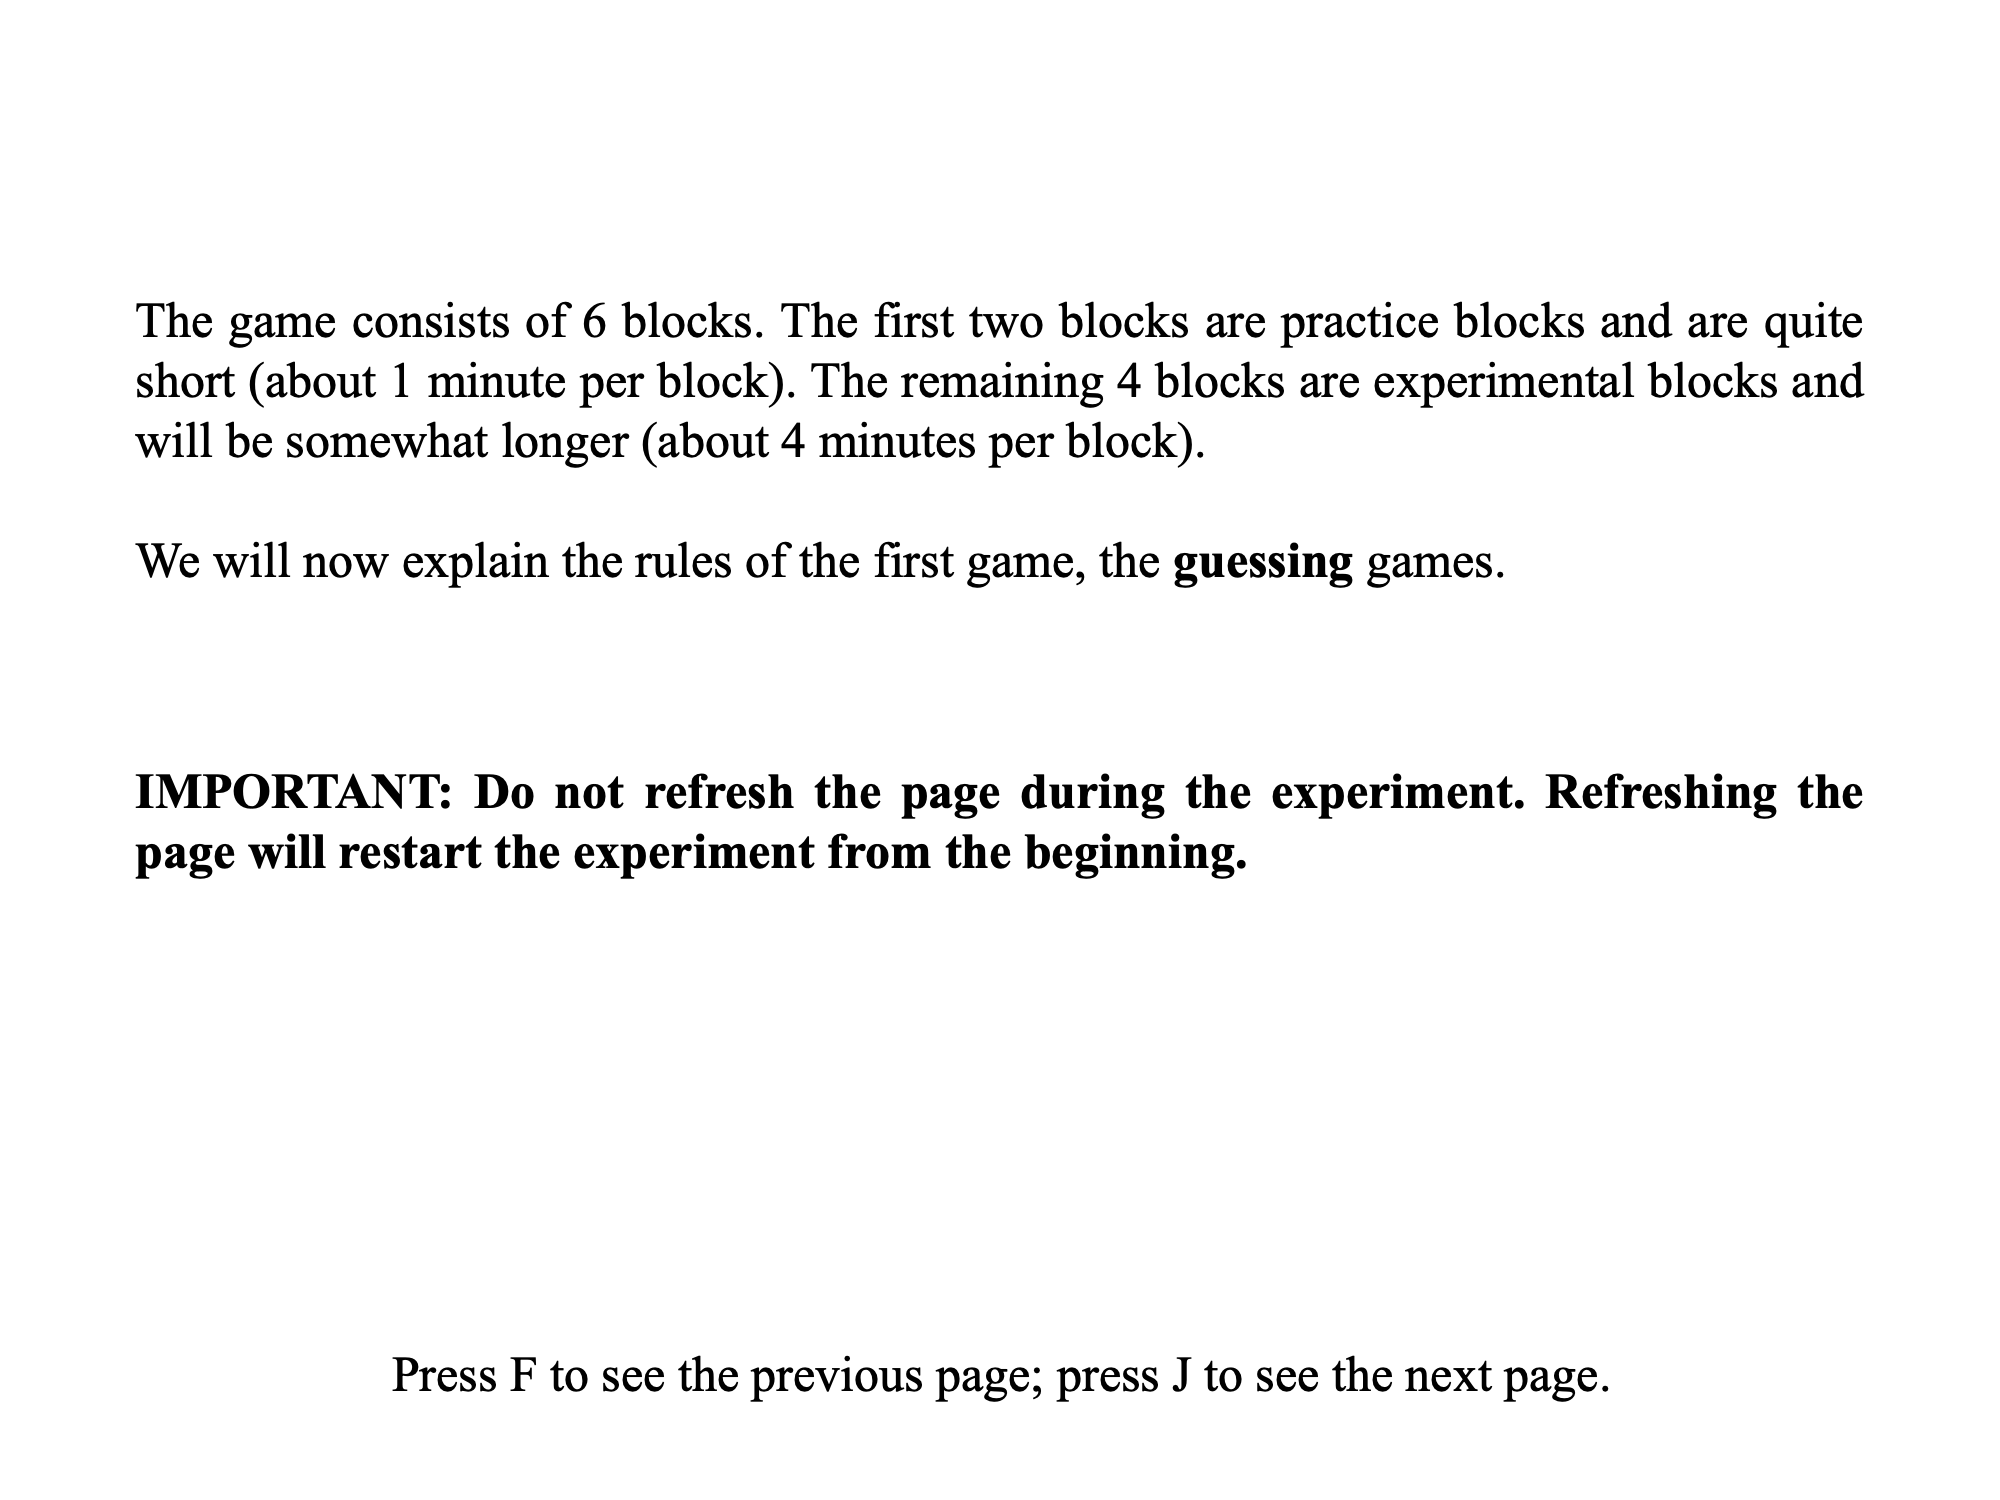 The game consists of 6 blocks. The first two blocks are practice blocks and are quite
short (about 1 minute per block). The remaining 4 blocks are experimental blocks and
will be somewhat longer (about 4 minutes per block).
We will now explain the rules of the first game, the guessing games.
IMPORTANT: Do not refresh the page during the experiment. Refreshing the
page will restart the experiment from the beginning.
Press F to see the previous page; press J to see the next page.